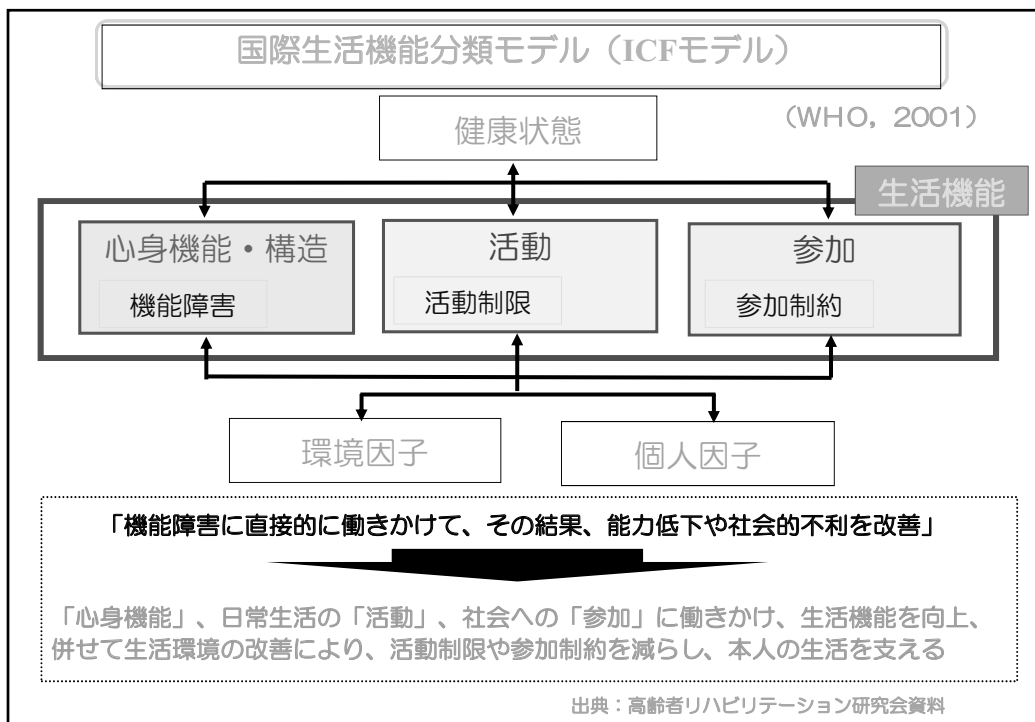 国際生活機能分類モデル（ICFモデル）
健康状態
（WHO，2001）
生活機能
心身機能・構造
活動
参加
機能障害
活動制限
参加制約
環境因子
個人因子
「機能障害に直接的に働きかけて、その結果、能力低下や社会的不利を改善」
「心身機能」、日常生活の「活動」、社会への「参加」に働きかけ、生活機能を向上、
併せて生活環境の改善により、活動制限や参加制約を減らし、本人の生活を支える
出典：高齢者リハビリテーション研究会資料